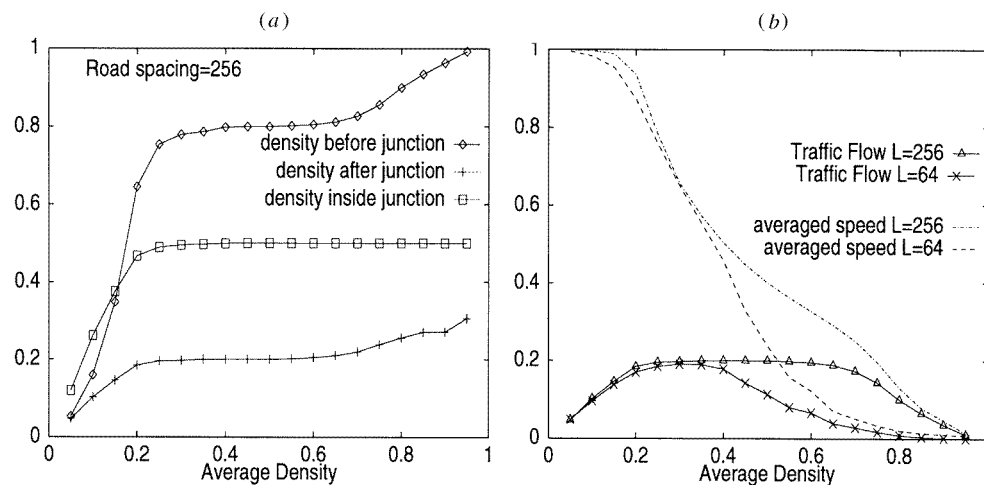 (a)
Road spacing=256
density before junction
density after junction
density inside junction
1
0.8
0.6
0.4
0.2
0
0 0.2 0.4 0.6 0.8 1
Average Density
(b)
Traffic Flow L=256
Traffic Flow L=64
averaged speed L=256
averaged speed L=64
1
0.8
0.6
0.4
0.2
0
0 0.2 0.4 0.6 0.8
Average Density